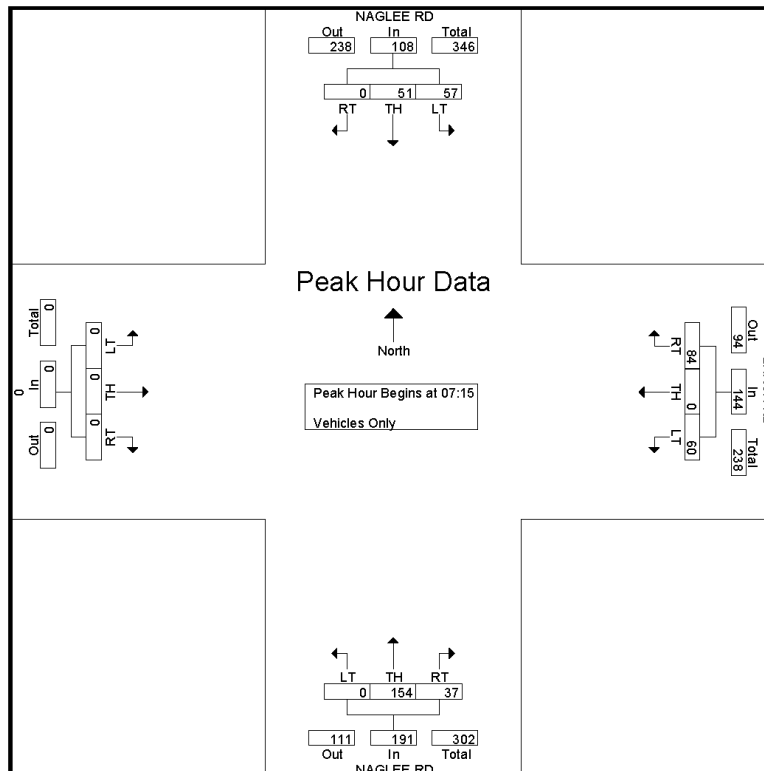 NAGLEE RD
Out In Total
238 108 346
0 51 57
RT TH LT
Peak Hour Data
North
Peak Hour Begins at 07:15
Vehicles Only
Total In Out
0 0 0
0
LT TH RT
0 0 0
RT TH LT
84 0 60
Out In Total
94 144 238
LT TH RT
0 154 37
111 191 302
Out In Total
NAGLEE RD